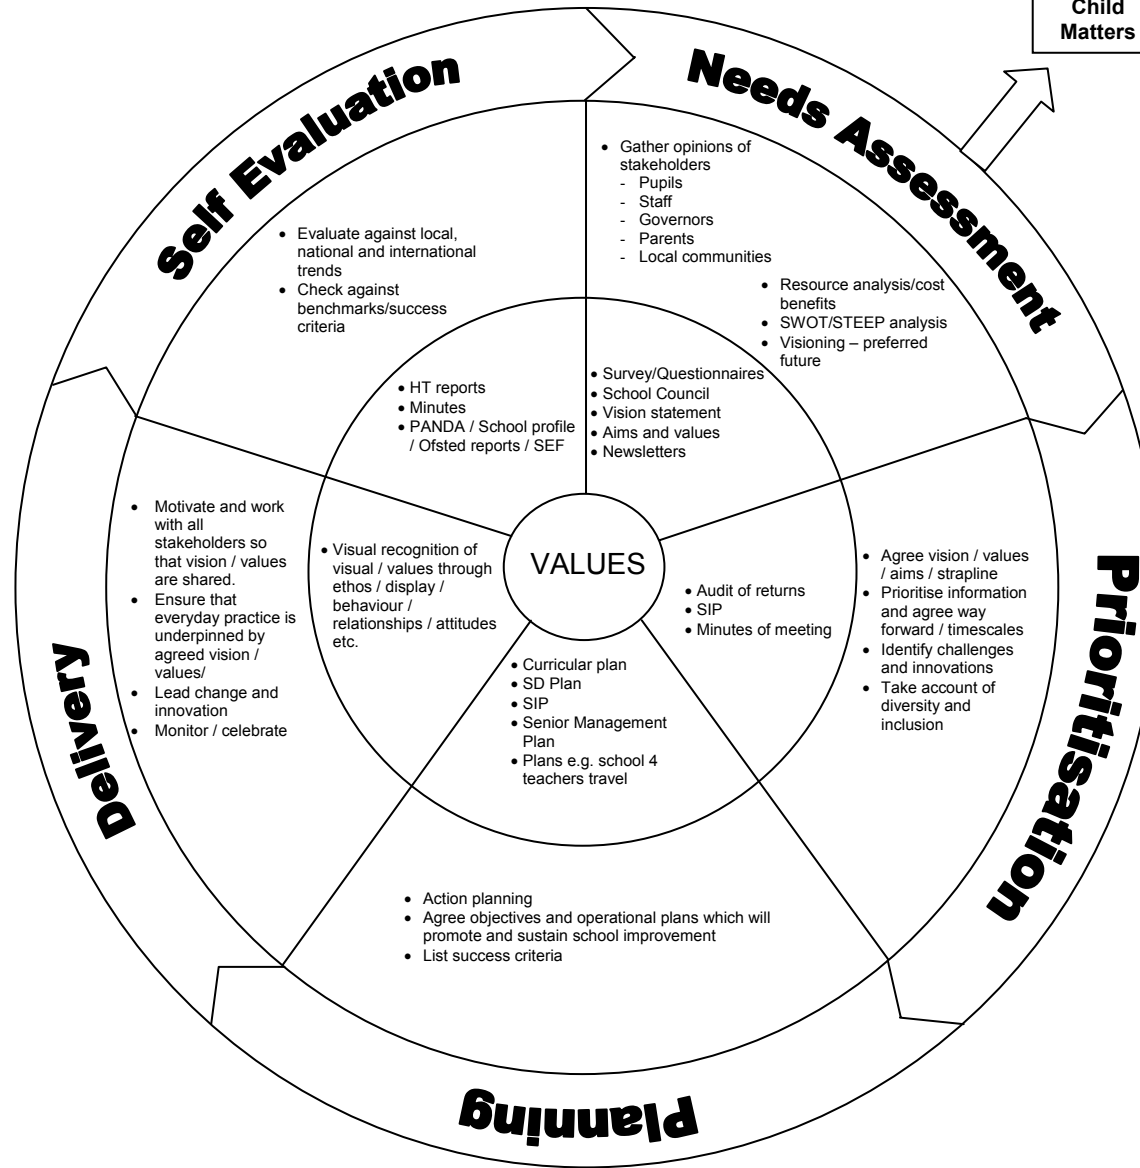 Child
Matters
Self Evaluation
Needs Assessment
Prioritisation
Planning
Delivery
• Gather opinions of
stakeholders
- Pupils
- Staff
- Governors
- Parents
- Local communities
• Resource analysis/cost
benefits
• SWOT/STEEP analysis
• Visioning – preferred
future
• Evaluate against local,
national and international
trends
• Check against
benchmarks/success
criteria
• HT reports
• Minutes
• PANDA / School profile
/ Ofsted reports / SEF
• Survey/Questionnaires
• School Council
• Vision statement
• Aims and values
• Newsletters
• Motivate and work
with all
stakeholders so
that vision / values
are shared.
• Ensure that
everyday practice is
underpinned by
agreed vision /
values/
• Lead change and
innovation
• Monitor / celebrate
• Visual recognition of
visual / values through
ethos / display /
behaviour /
relationships / attitudes
etc.
VALUES
• Audit of returns
• SIP
• Minutes of meeting
• Agree vision / values
/ aims / strapline
• Prioritise information
and agree way
forward / timescales
• Identify challenges
and innovations
• Take account of
diversity and
inclusion
• Curricular plan
• SD Plan
• SIP
• Senior Management
Plan
• Plans e.g. school 4
teachers travel
• Action planning
• Agree objectives and operational plans which will
promote and sustain school improvement
• List success criteria